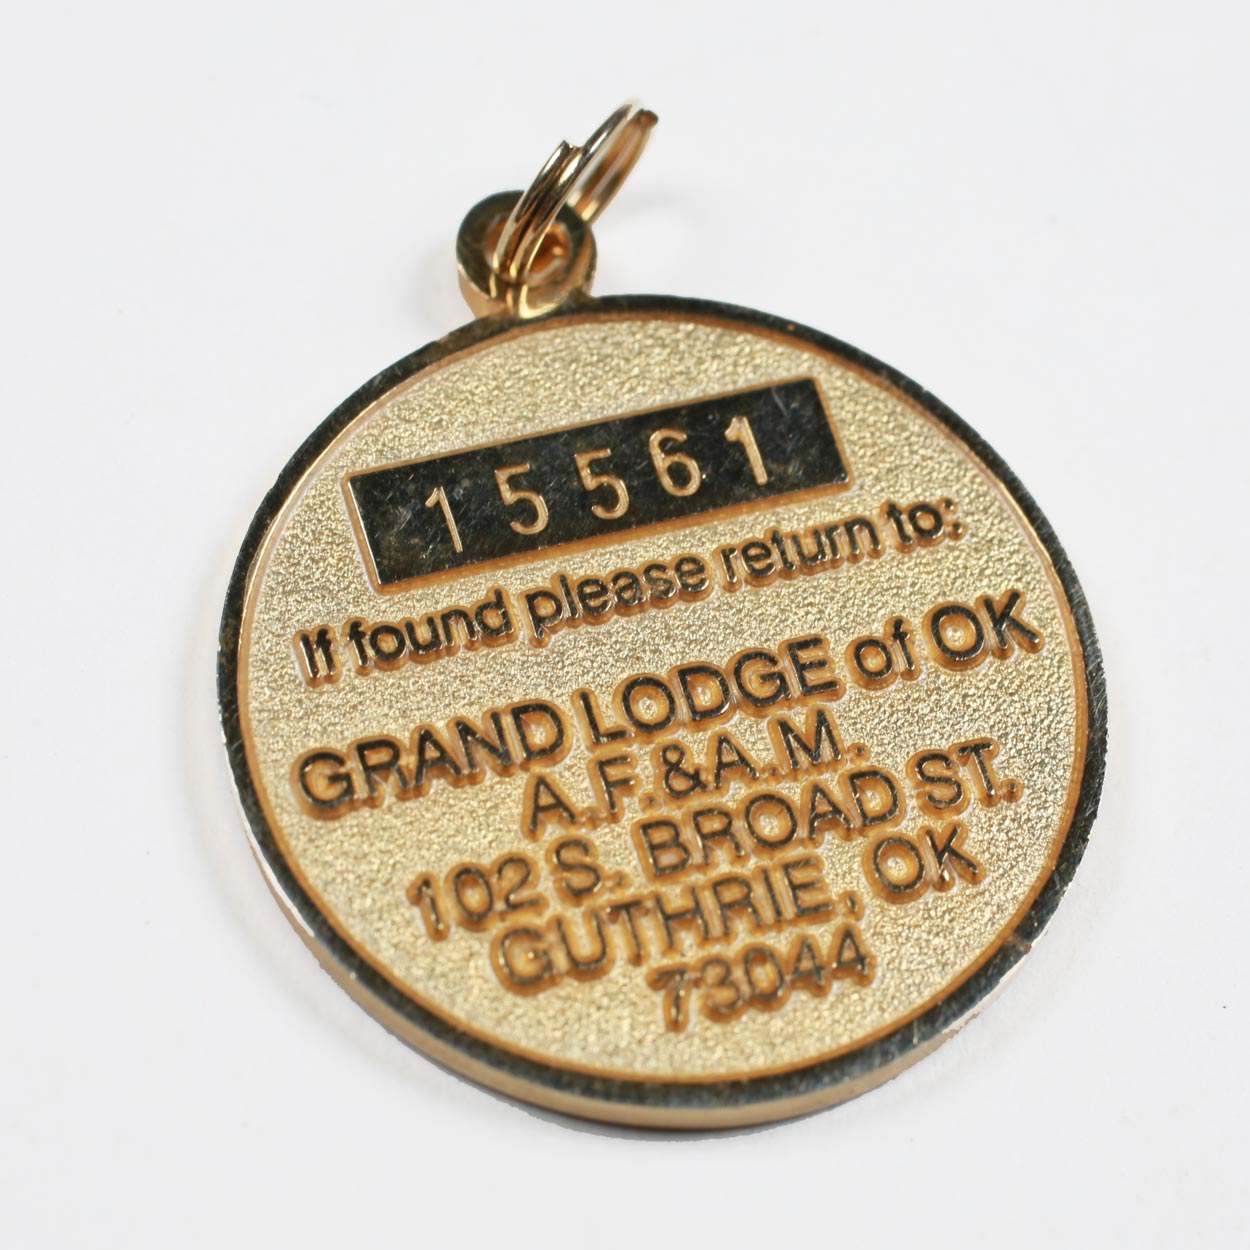 15561
If found please return to:
GRAND LODGE of OK
A.F.&A.M.
102 S. BROAD ST.
GUTHRIE, OK
73044